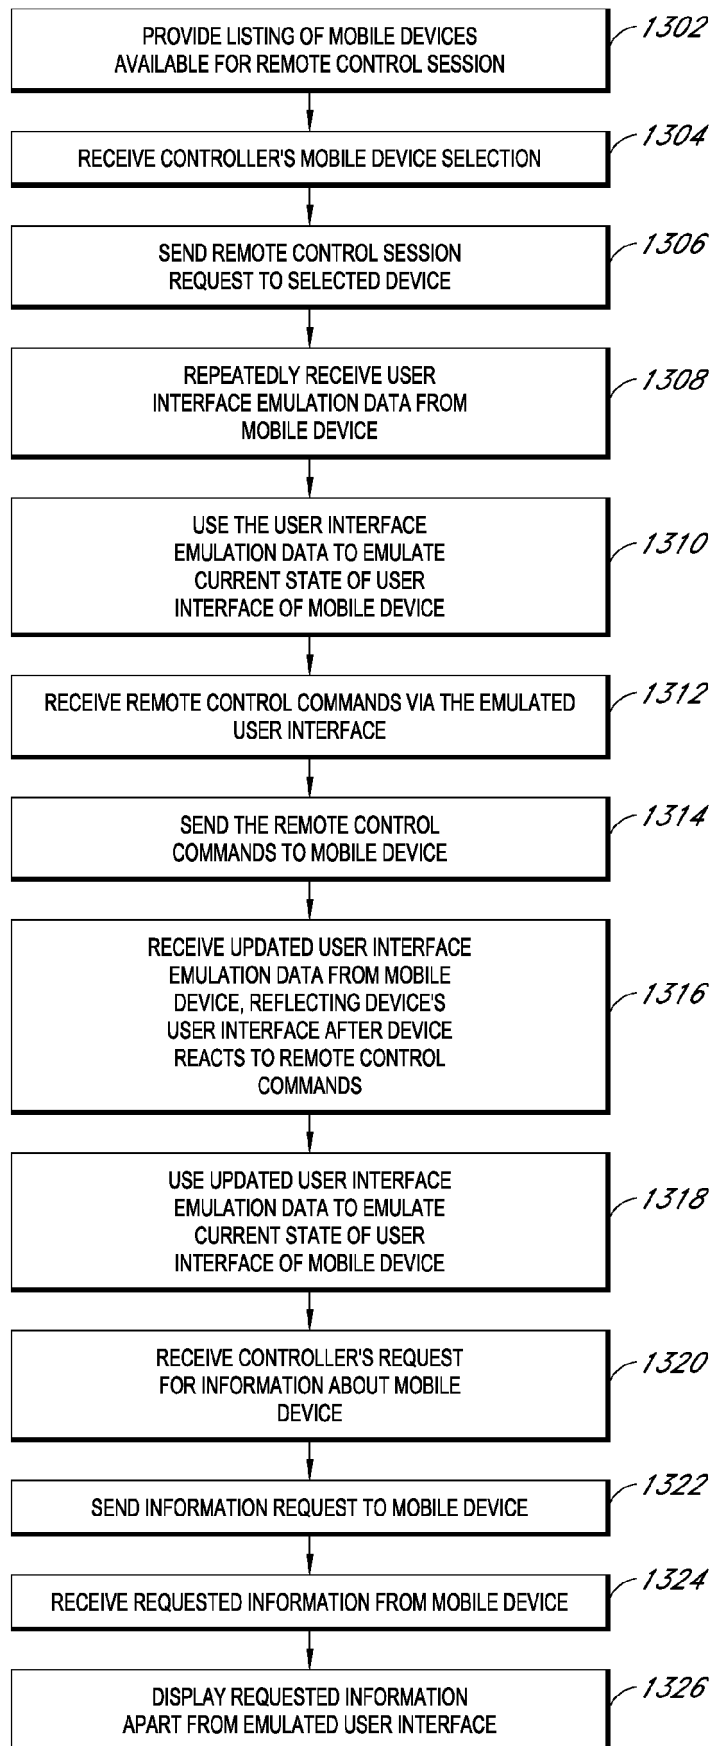 PROVIDE LISTING OF MOBILE DEVICES
AVAILABLE FOR REMOTE CONTROL SESSION
1302
RECEIVE CONTROLLER'S MOBILE DEVICE SELECTION
1304
SEND REMOTE CONTROL SESSION
REQUEST TO SELECTED DEVICE
1306
REPEATEDLY RECEIVE USER
INTERFACE EMULATION DATA FROM
MOBILE DEVICE
1308
USE THE USER INTERFACE
EMULATION DATA TO EMULATE
CURRENT STATE OF USER
INTERFACE OF MOBILE DEVICE
1310
RECEIVE REMOTE CONTROL COMMANDS VIA THE EMULATED
USER INTERFACE
1312
SEND THE REMOTE CONTROL
COMMANDS TO MOBILE DEVICE
1314
RECEIVE UPDATED USER INTERFACE
EMULATION DATA FROM MOBILE
DEVICE, REFLECTING DEVICE'S
USER INTERFACE AFTER DEVICE
REACTS TO REMOTE CONTROL
COMMANDS
1316
USE UPDATED USER INTERFACE
EMULATION DATA TO EMULATE
CURRENT STATE OF USER
INTERFACE OF MOBILE DEVICE
1318
RECEIVE CONTROLLER'S REQUEST
FOR INFORMATION ABOUT MOBILE
DEVICE
1320
SEND INFORMATION REQUEST TO MOBILE DEVICE
1322
RECEIVE REQUESTED INFORMATION FROM MOBILE DEVICE
1324
DISPLAY REQUESTED INFORMATION
APART FROM EMULATED USER INTERFACE
1326